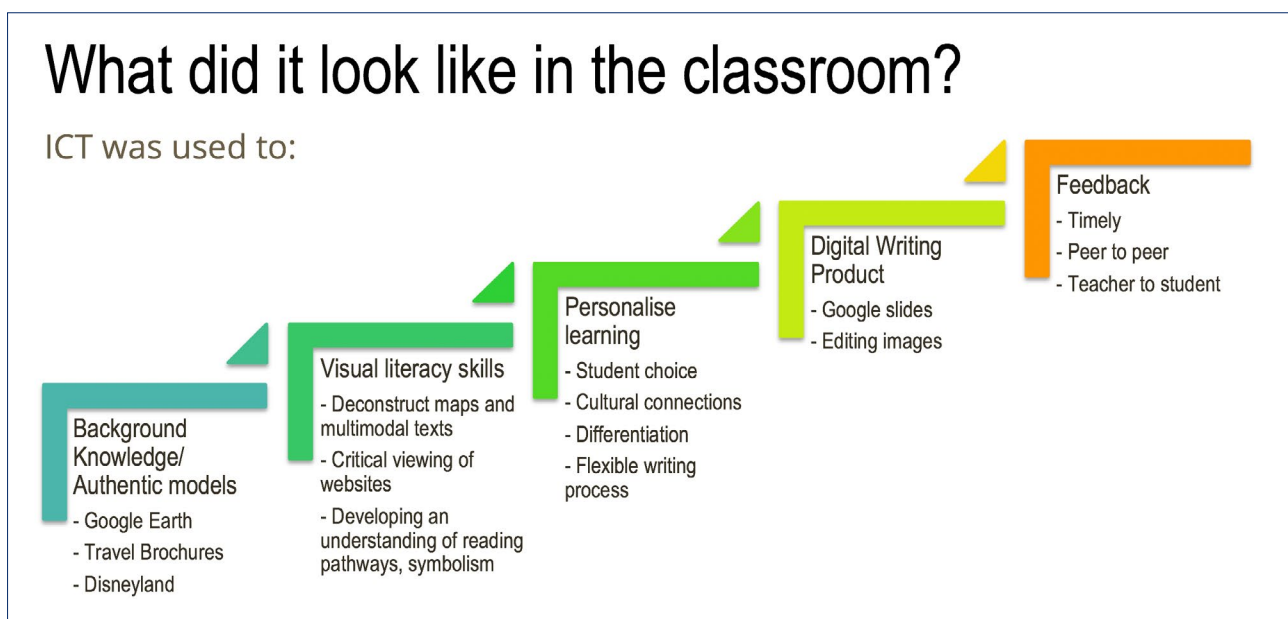 What did it look like in the classroom?
ICT was used to:
Background
Knowledge/
Authentic models
- Google Earth
- Travel Brochures
- Disneyland
Visual literacy skills
- Deconstruct maps and
multimodal texts
- Critical viewing of
websites
- Developing an
understanding of reading
pathways, symbolism
Personalise
learning
- Student choice
- Cultural connections
- Differentiation
- Flexible writing
process
Digital Writing
Product
- Google slides
- Editing images
Feedback
- Timely
- Peer to peer
- Teacher to student